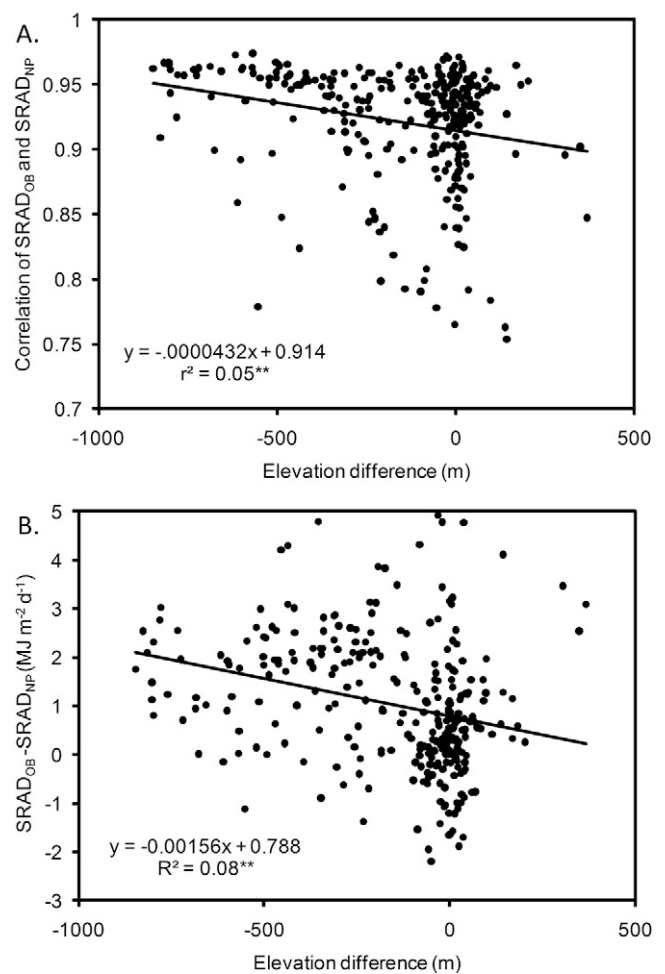 A.
1
0.95
0.9
0.85
0.8
0.75
0.7
Correlation of SRAD_OB and SRAD_NP
y = -.0000432x + 0.914
r² = 0.05**
-1000 -500 0 500
Elevation difference (m)
B.
5
4
3
2
1
0
-1
-2
-3
SRAD_OB-SRAD_NP (MJ m⁻² d⁻¹)
y = -0.00156x + 0.788
R² = 0.08**
-1000 -500 0 500
Elevation difference (m)